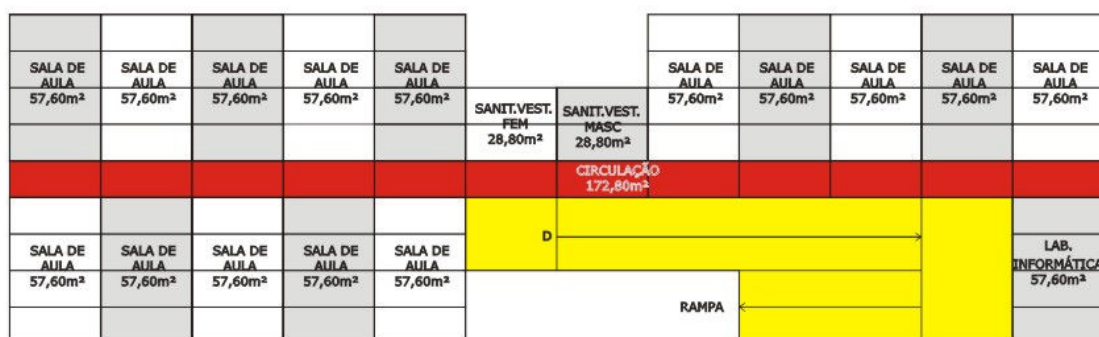 SALA DE
AULA
57,60m²
SALA DE
AULA
57,60m²
SALA DE
AULA
57,60m²
SALA DE
AULA
57,60m²
SALA DE
AULA
57,60m²
SANIT.VEST.
FEM
28,80m²
SANIT.VEST.
MASC
28,80m²
SALA DE
AULA
57,60m²
SALA DE
AULA
57,60m²
SALA DE
AULA
57,60m²
SALA DE
AULA
57,60m²
SALA DE
AULA
57,60m²
CIRCULAÇÃO
172,80m²
SALA DE
AULA
57,60m²
SALA DE
AULA
57,60m²
SALA DE
AULA
57,60m²
SALA DE
AULA
57,60m²
SALA DE
AULA
57,60m²
D
RAMPA
LAB.
INFORMÁTICA
57,60m²